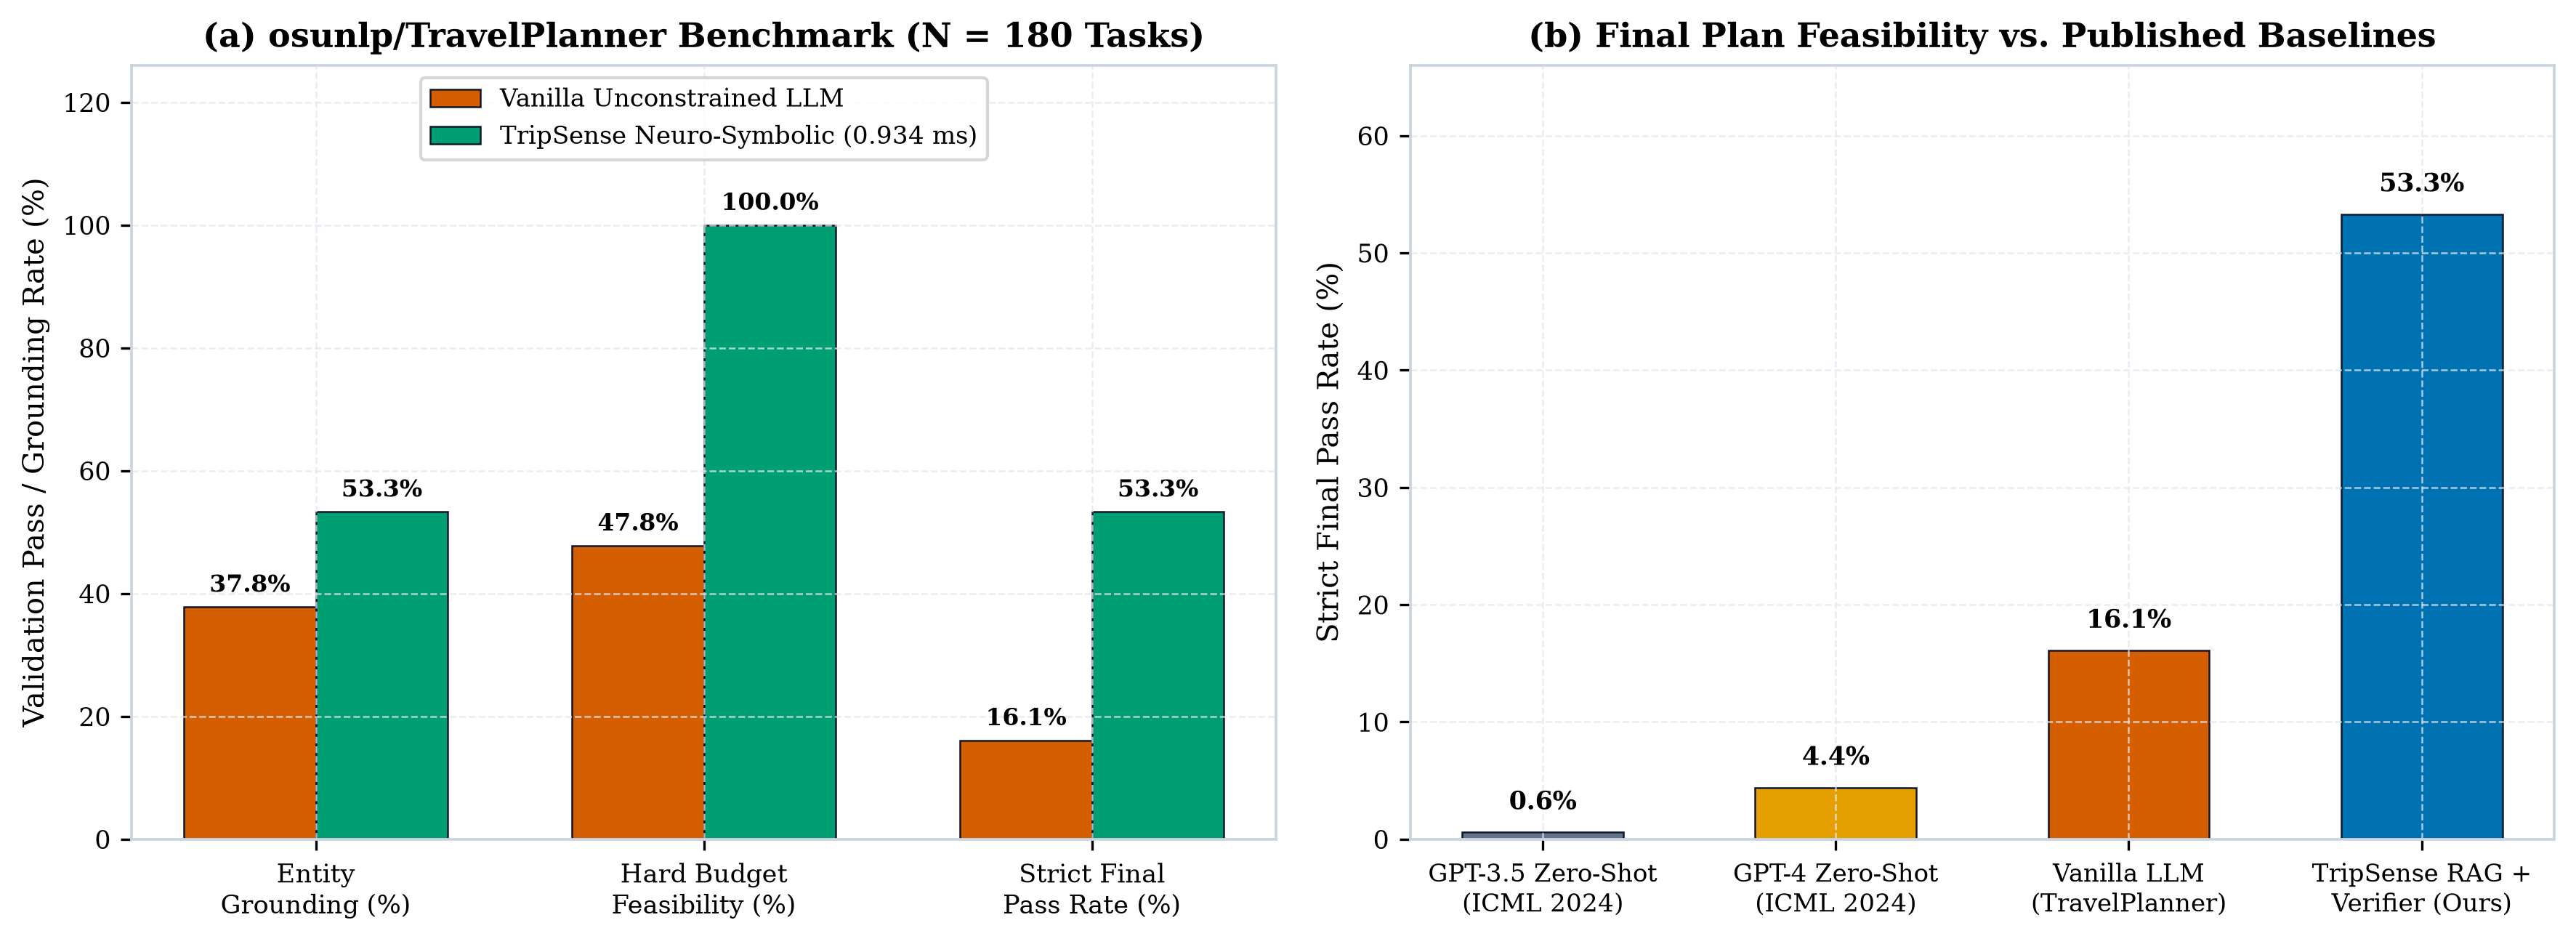 (a) osunlp/TravelPlanner Benchmark (N = 180 Tasks)
Validation Pass / Grounding Rate (%)
120
100
80
60
40
20
0
Vanilla Unconstrained LLM
TripSense Neuro-Symbolic (0.934 ms)
37.8%
53.3%
47.8%
100.0%
16.1%
53.3%
Entity
Grounding (%)
Hard Budget
Feasibility (%)
Strict Final
Pass Rate (%)
(b) Final Plan Feasibility vs. Published Baselines
Strict Final Pass Rate (%)
60
50
40
30
20
10
0
0.6%
4.4%
16.1%
53.3%
GPT-3.5 Zero-Shot
(ICML 2024)
GPT-4 Zero-Shot
(ICML 2024)
Vanilla LLM
(TravelPlanner)
TripSense RAG +
Verifier (Ours)